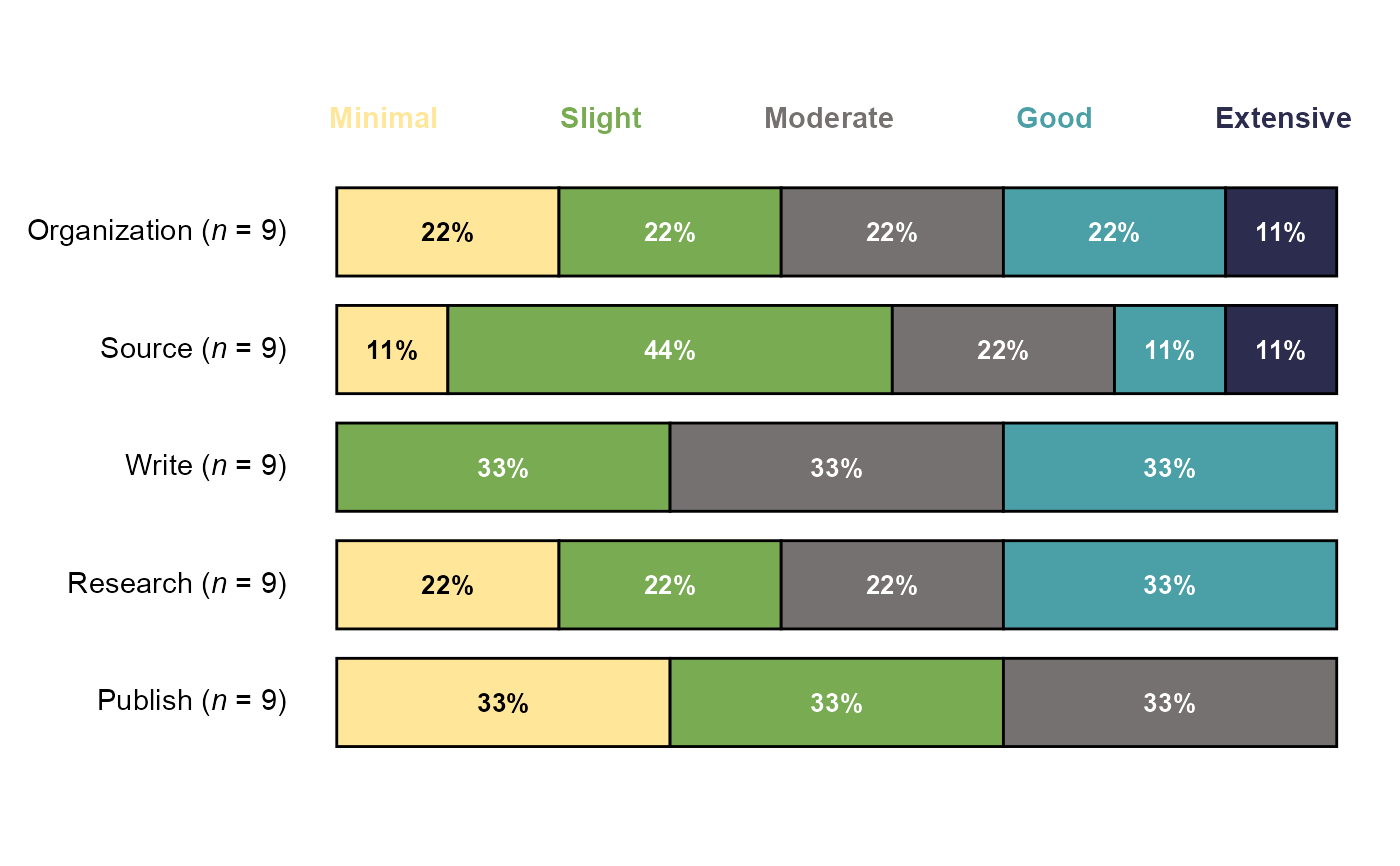 Minimal Slight Moderate Good Extensive
Organization (n = 9) 22% 22% 22% 22% 11%
Source (n = 9) 11% 44% 22% 11% 11%
Write (n = 9) 33% 33% 33%
Research (n = 9) 22% 22% 22% 33%
Publish (n = 9) 33% 33% 33%